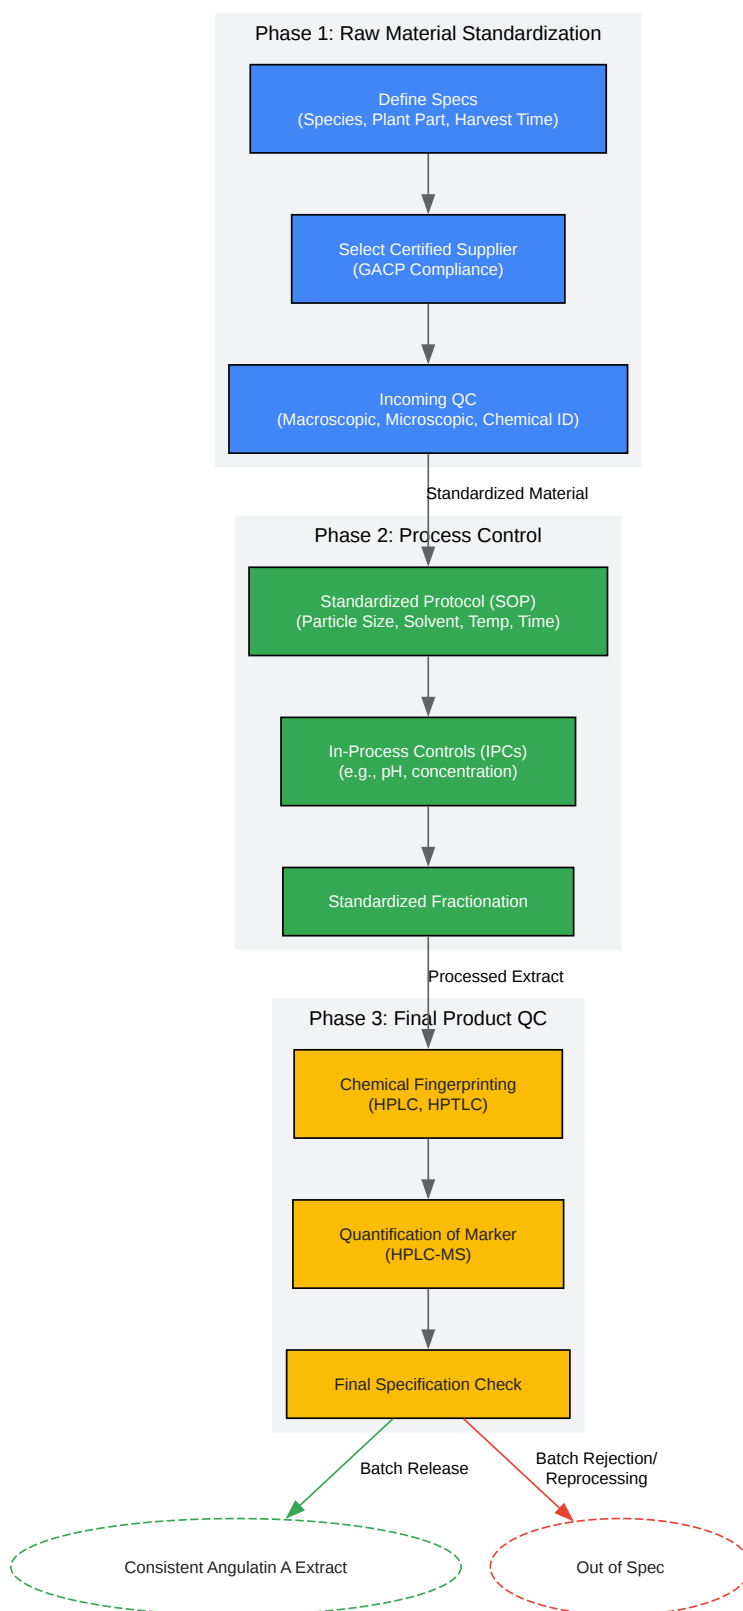 Phase 1: Raw Material Standardization
Define Specs
(Species, Plant Part, Harvest Time)
Select Certified Supplier
(GACP Compliance)
Incoming QC
(Macroscopic, Microscopic, Chemical ID)
Standardized Material
Phase 2: Process Control
Standardized Protocol (SOP)
(Particle Size, Solvent, Temp, Time)
In-Process Controls (IPCs)
(e.g., pH, concentration)
Standardized Fractionation
Processed Extract
Phase 3: Final Product QC
Chemical Fingerprinting
(HPLC, HPTLC)
Quantification of Marker
(HPLC-MS)
Final Specification Check
Batch Release
Batch Rejection/
Reprocessing
Consistent Angulatin A Extract
Out of Spec